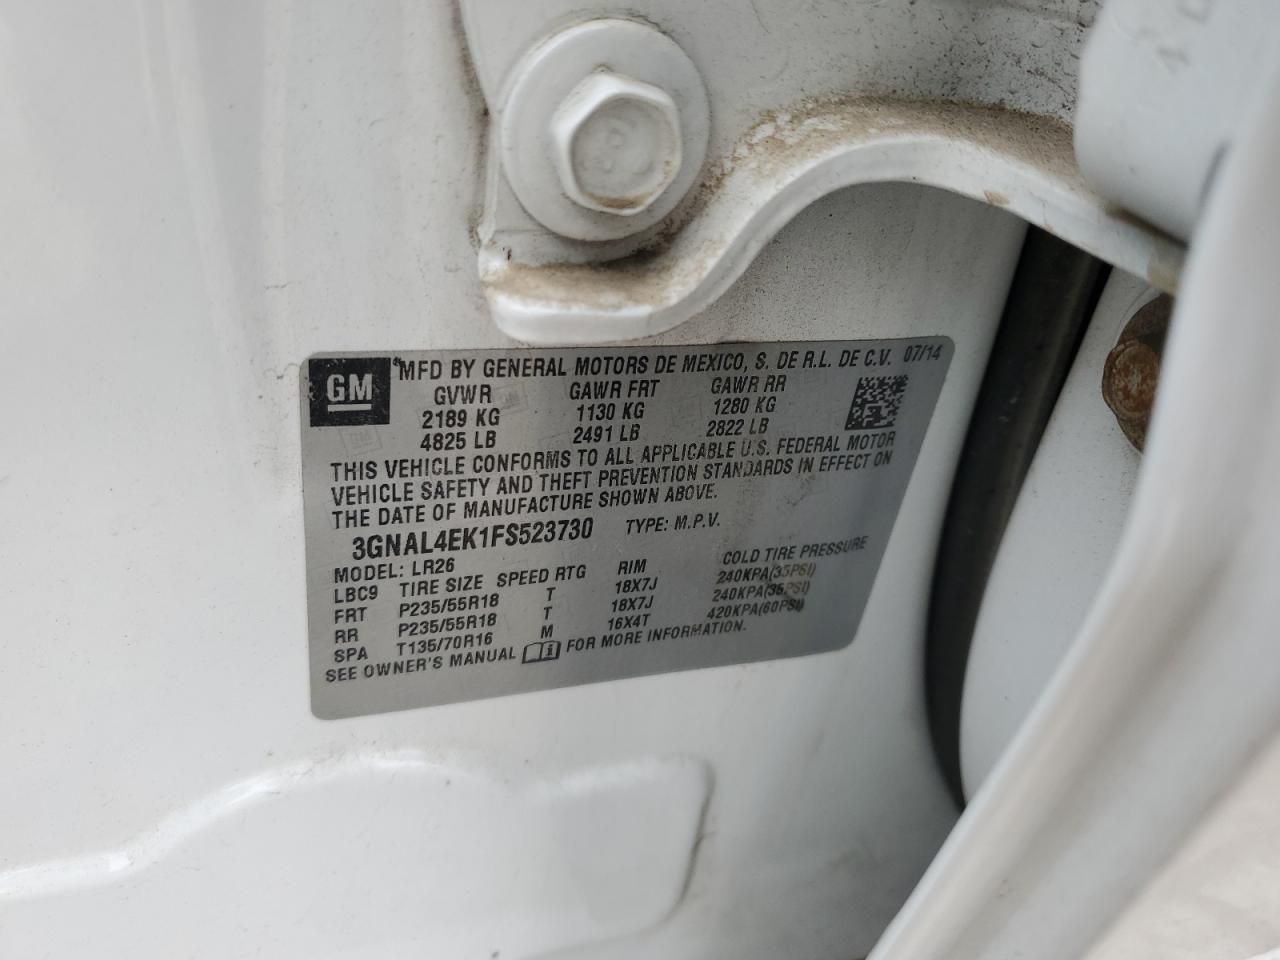 GM
MFD BY GENERAL MOTORS DE MEXICO, S. DE R.L. DE C.V. 07/14
GVWR GAWR FRT GAWR RR
2189 KG 1130 KG 1280 KG
4825 LB 2491 LB 2822 LB
THIS VEHICLE CONFORMS TO ALL APPLICABLE U.S. FEDERAL MOTOR
VEHICLE SAFETY AND THEFT PREVENTION STANDARDS IN EFFECT ON
THE DATE OF MANUFACTURE SHOWN ABOVE.
3GNAL4EK1FS523730 TYPE: M.P.V.
MODEL: LR26
LBC9 TIRE SIZE SPEED RTG RIM COLD TIRE PRESSURE
FRT P235/55R18 T 18X7J 240KPA(35PSI)
RR P235/55R18 T 18X7J 240KPA(35PSI)
SPA T135/70R16 M 16X4T 420KPA(60PSI)
SEE OWNER'S MANUAL FOR MORE INFORMATION.